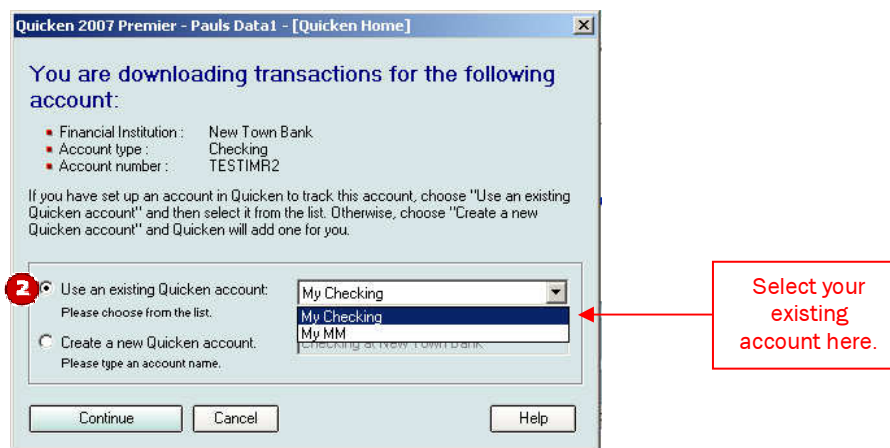 Quicken 2007 Premier - Pauls Data1 - [Quicken Home]
You are downloading transactions for the following
account:
Financial Institution : New Town Bank
Account type : Checking
Account number : TESTIMR2
If you have set up an account in Quicken to track this account, choose "Use an existing
Quicken account" and then select it from the list. Otherwise, choose "Create a new
Quicken account" and Quicken will add one for you.
2 Use an existing Quicken account: My Checking
Please choose from the list.
My Checking
My MM
Create a new Quicken account. Checking at New Town Bank
Please type an account name.
Continue Cancel Help
Select your
existing
account here.